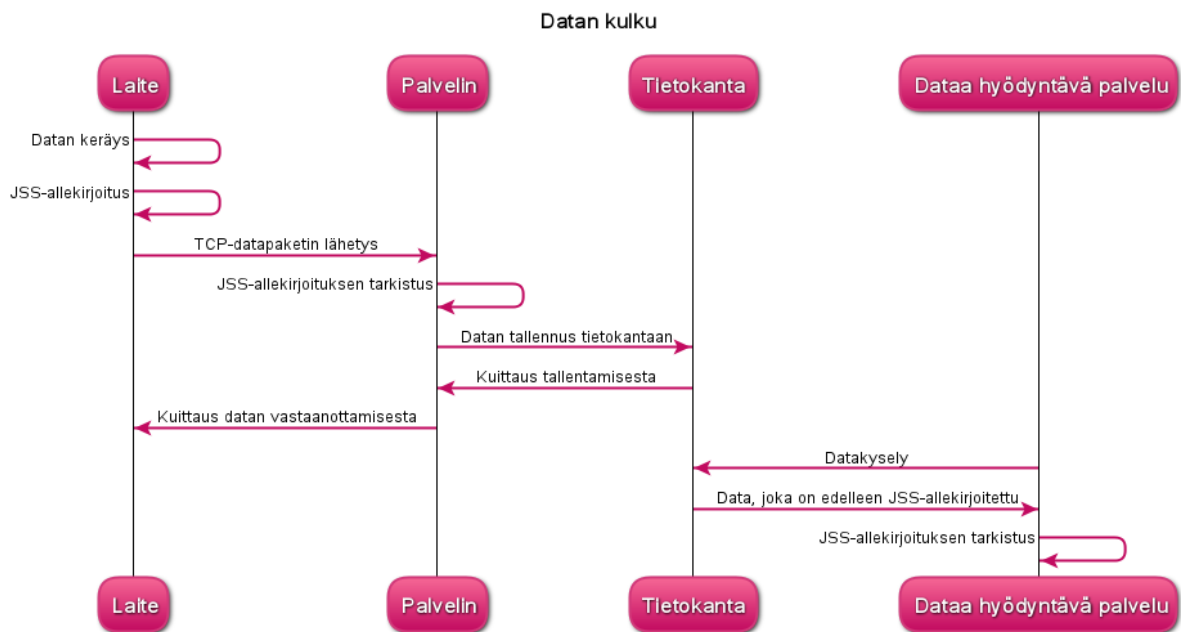 Datan kulku
Laite
Palvelin
Tietokanta
Dataa hyödyntävä palvelu
Datan keräys
JSS-allekirjoitus
TCP-datapaketin lähetys
JSS-allekirjoituksen tarkistus
Datan tallennus tietokantaan
Kuittaus tallentamisesta
Kuittaus datan vastaanottamisesta
Datakysely
Data, joka on edelleen JSS-allekirjoitettu
JSS-allekirjoituksen tarkistus
Laite
Palvelin
Tietokanta
Dataa hyödyntävä palvelu